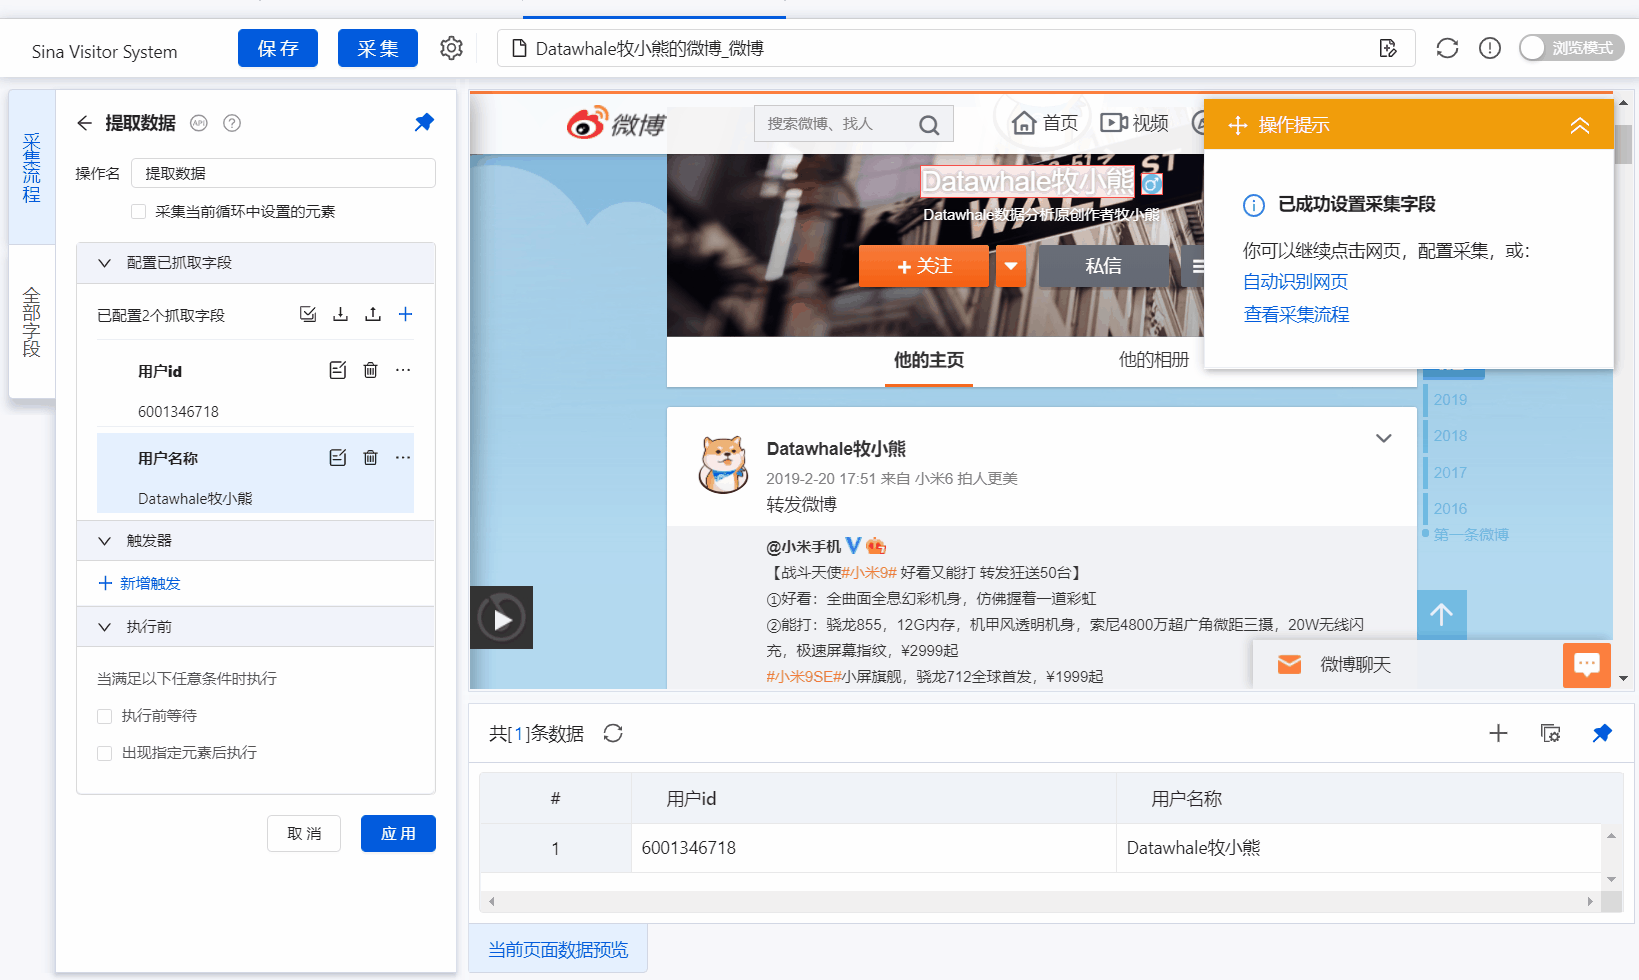 Sina Visitor System
保存
采集
Datawhale牧小熊的微博_微博
浏览模式
采集流程
全部字段
提取数据
API
操作名
提取数据
采集当前循环中设置的元素
配置已抓取字段
已配置2个抓取字段
用户id
6001346718
用户名称
Datawhale牧小熊
触发器
新增触发
执行前
当满足以下任意条件时执行
执行前等待
出现指定元素后执行
取消
应用
微博
搜索微博、找人
首页
视频
Datawhale牧小熊
Datawhale数据分析原创作者牧小熊
+关注
私信
他的主页
他的相册
操作提示
已成功设置采集字段
你可以继续点击网页，配置采集，或：
自动识别网页
查看采集流程
Datawhale牧小熊
2019-2-20 17:51 来自 小米6 拍人更美
转发微博
@小米手机
【战斗天使#小米9# 好看又能打 转发狂送50台】
①好看：全曲面全息幻彩机身，仿佛握着一道彩虹
②能打：骁龙855，12G内存，机甲风透明机身，索尼4800万超广角微距三摄，20W无线闪
充，极速屏幕指纹，¥2999起
#小米9SE#小屏旗舰，骁龙712全球首发，¥1999起
2019
2018
2017
2016
第一条微博
微博聊天
共[1]条数据
# 用户id 用户名称
1 6001346718 Datawhale牧小熊
当前页面数据预览